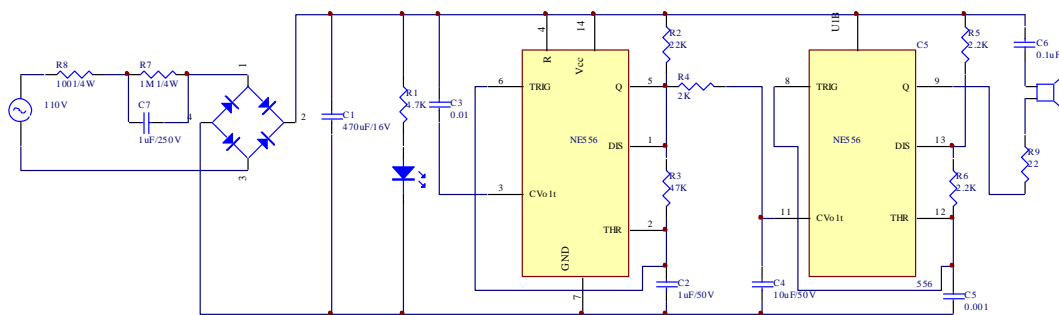 R8
100 1/4W
R7
1M 1/4W
110V
C7
1uF/250V
1
2
3
4
C1
470uF/16V
R1
4.7K
C3
0.01
4
R
14
Vcc
6
TRIG
Q
5
NE556
DIS
1
3
CVolt
THR
2
GND
7
R2
22K
R4
2K
R3
47K
C2
1uF/50V
C4
10uF/50V
U1B
C5
8
TRIG
Q
9
NE556
DIS
13
11
CVolt
THR
12
556
R5
2.2K
R6
2.2K
C5
0.001
C6
0.1uF
R9
22